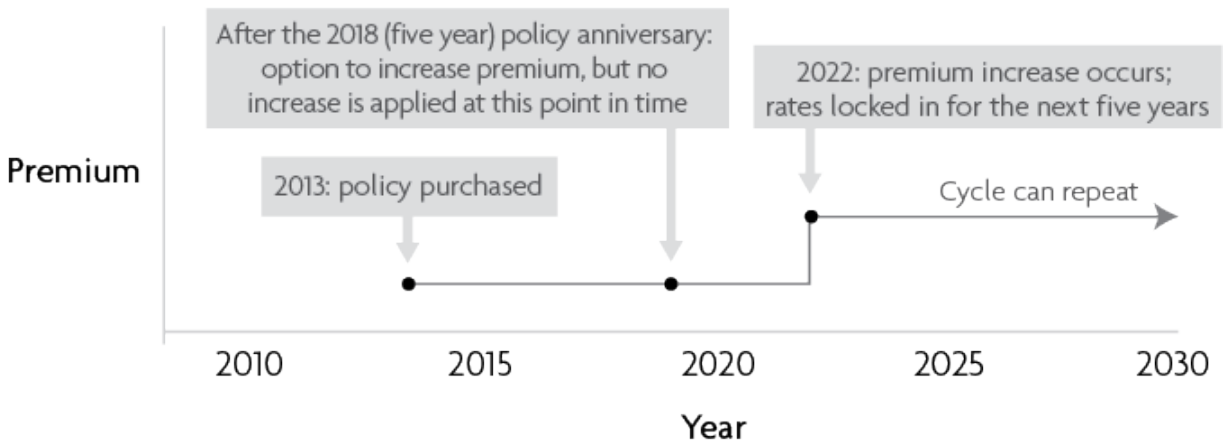 After the 2018 (five year) policy anniversary:
option to increase premium, but no
increase is applied at this point in time
2022: premium increase occurs;
rates locked in for the next five years
Premium
2013: policy purchased
Cycle can repeat
2010 2015 2020 2025 2030
Year